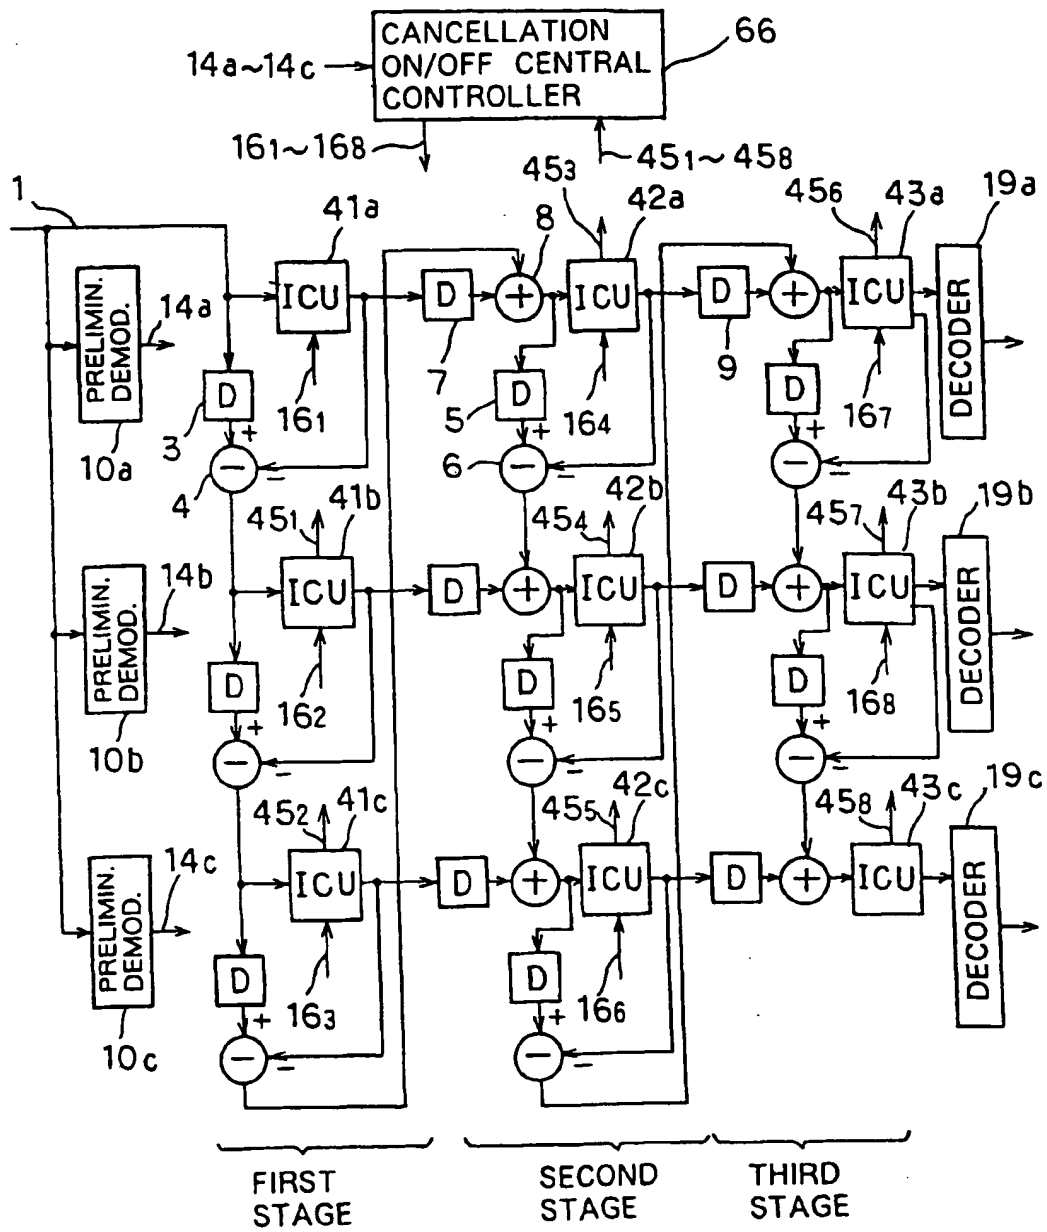 CANCELLATION
ON/OFF CENTRAL
CONTROLLER
66
14a~14c
16₁~16₈
45₁~45₈
1
41a
8
45₃
42a
45₆
43a
19a
PRELIMIN.
DEMOD.
14a
10a
ICU
D
+
ICU
D
+
ICU
DECODER
7
9
16₁
16₄
16₇
D
3
+
−
4
−
D
5
+
−
6
−
D
+
−
−
45₁
41b
45₄
42b
45₇
43b
19b
PRELIMIN.
DEMOD.
14b
10b
ICU
D
+
ICU
D
+
ICU
DECODER
16₂
16₅
16₈
D
+
−
−
D
+
−
−
D
+
−
−
45₂
41c
45₅
42c
45₈
43c
19c
PRELIMIN.
DEMOD.
14c
10c
ICU
D
+
ICU
D
+
ICU
DECODER
16₃
16₆
D
+
−
−
D
+
−
−
FIRST
STAGE
SECOND
STAGE
THIRD
STAGE